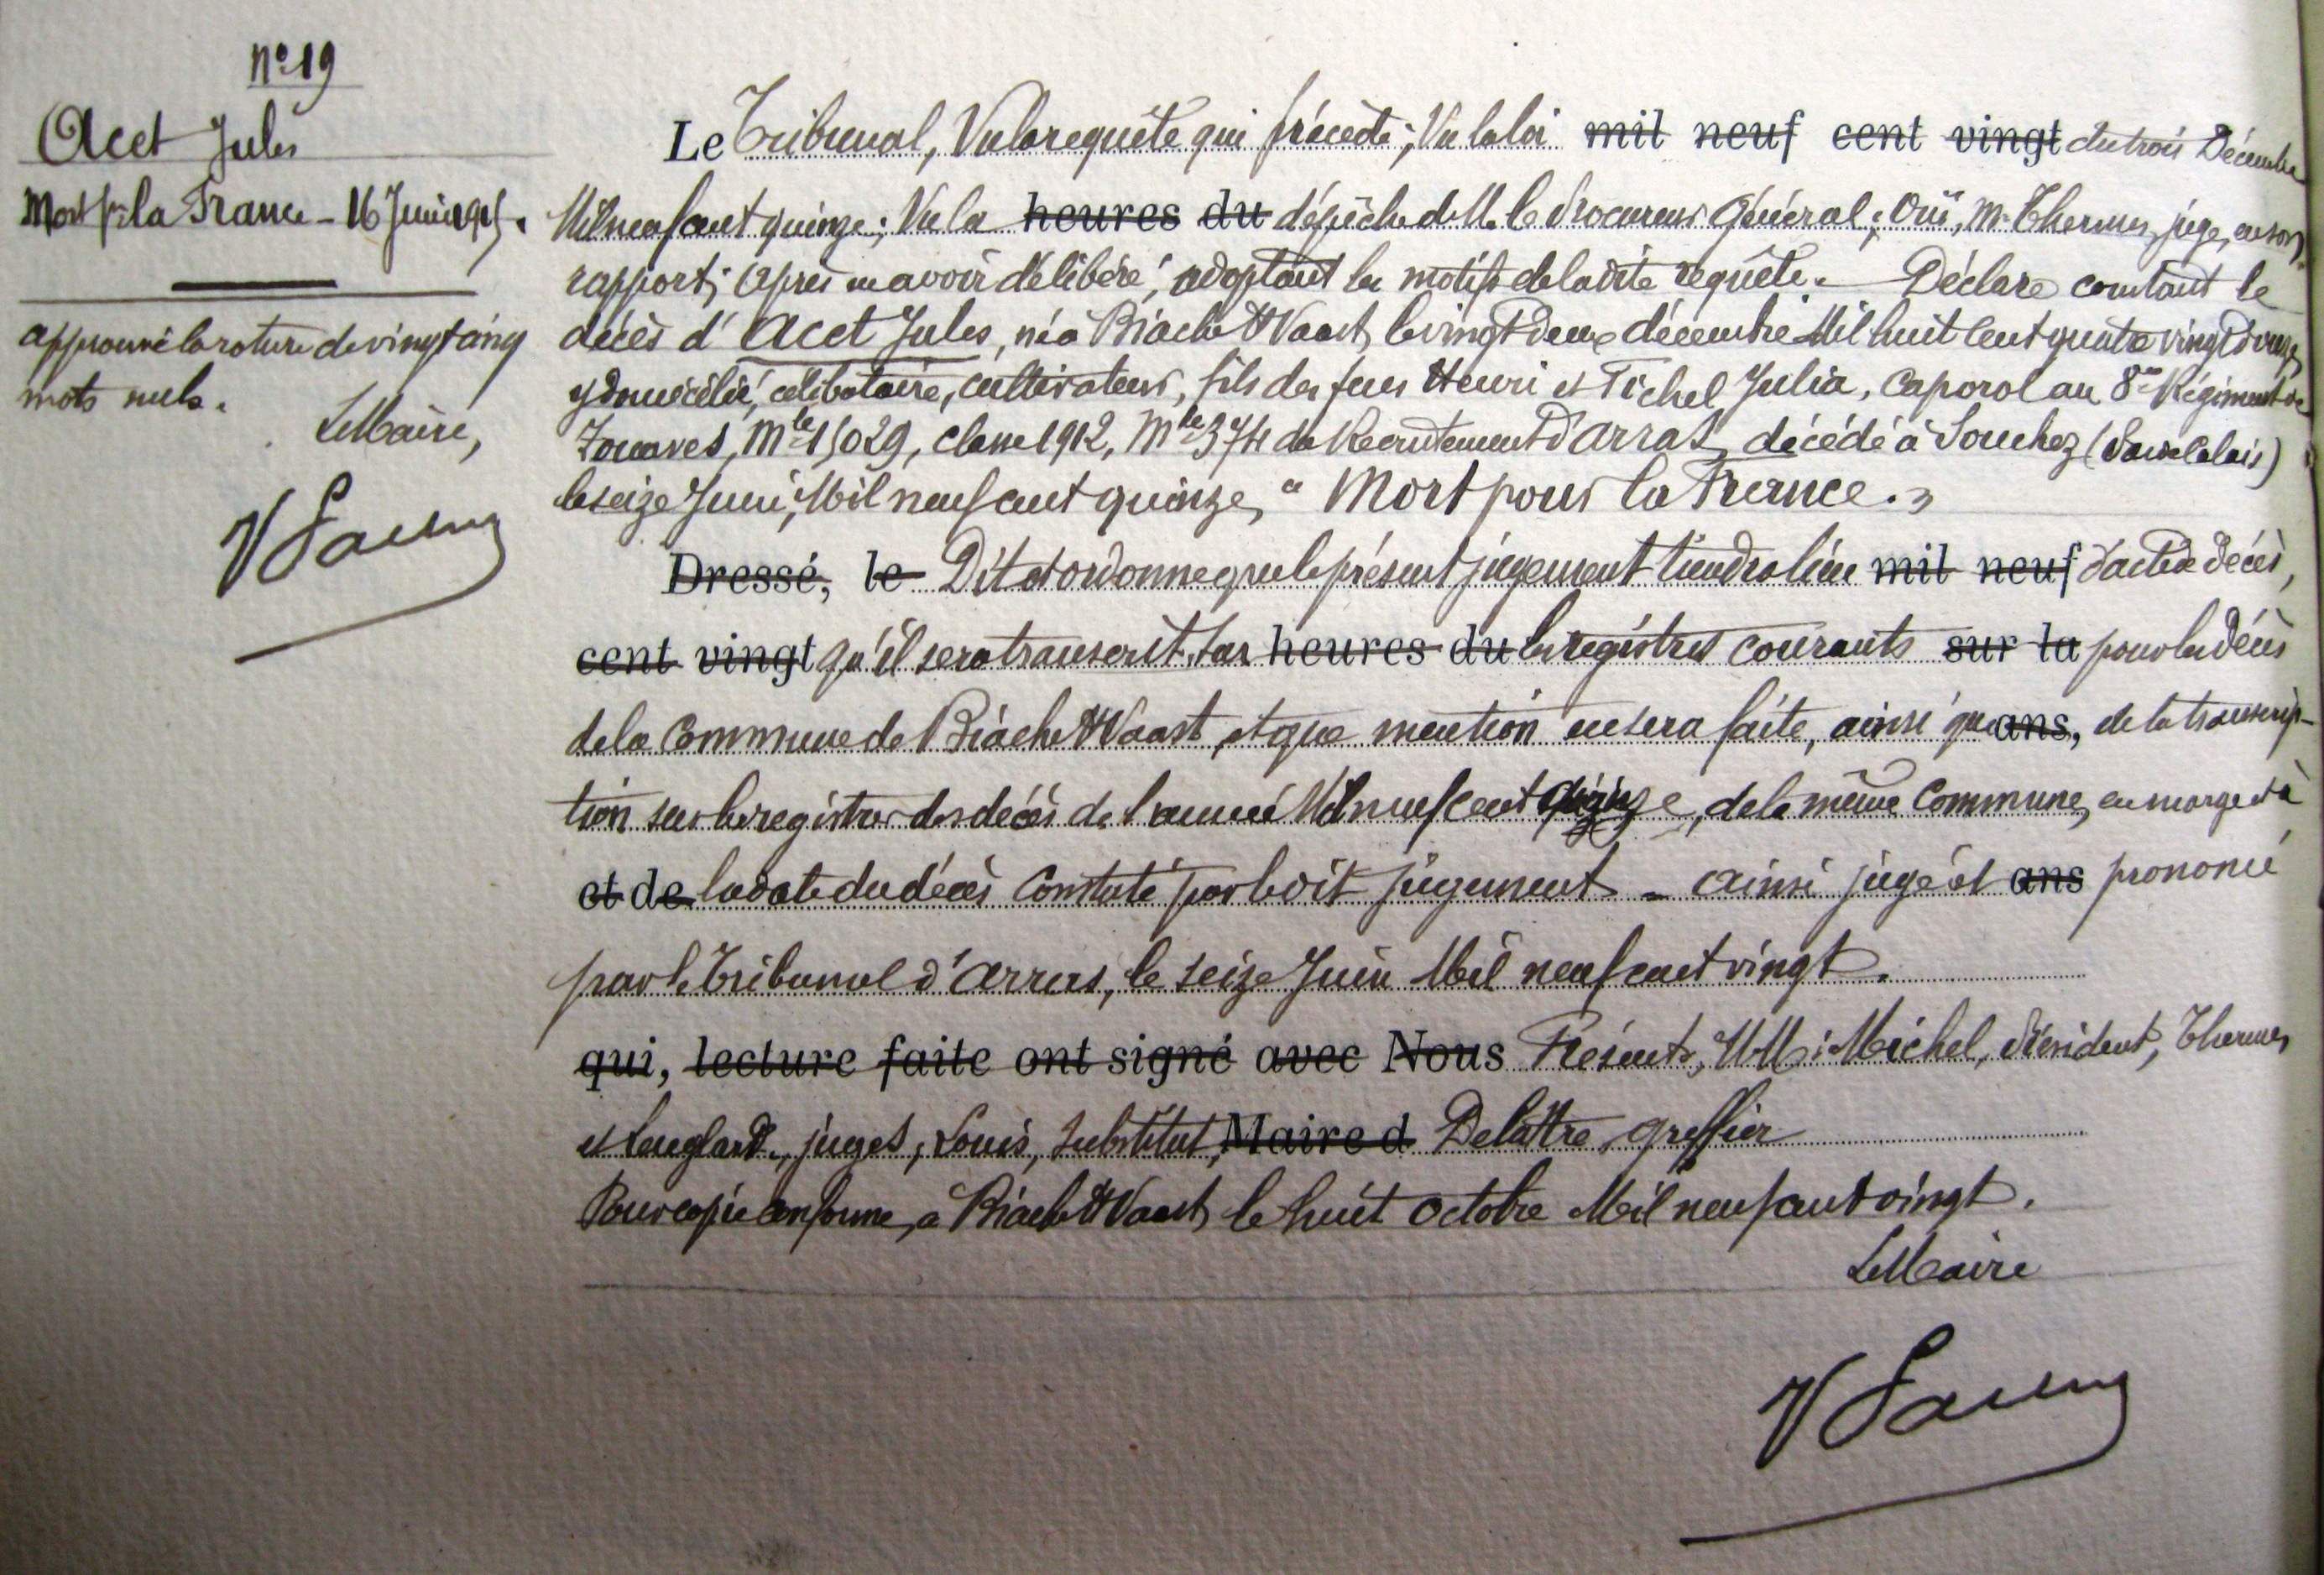 N° 19
Acet Jules
Mort pr la France - 16 Juin 1915.
approuvé la rature de vingt cinq
mots nuls.
Le Maire,
Le Tribunal, Vu la requête qui précède ; Vu la loi mil neuf cent vingt du trois Décembre
Mil neuf cent quinze ; Vu la heures du dépêche de M. le Procureur Général ; Ouï, Mr Thermes, juge, en son
rapport ; Après en avoir délibéré ; adoptant les motifs de ladite requête. Déclare constant le
décès d' Acet Jules, né à Biache St Vaast, le vingt deux décembre Mil huit cent quatre vingt douze,
y domicilié, célibataire, cultivateur, fils des feus Henri et Tichel Julia, Caporal au 8me Régiment de
Zouaves, Mle 15029, classe 1912, Mle 374 du Recrutement d'Arras, décédé à Souchez (Pas de Calais)
le seize Juin, Mil neuf cent quinze, " Mort pour la France. "
Dressé, le Dit et ordonne que le présent jugement tiendra lieu mil neuf d'acte de décès,
cent vingt qu'il sera transcrit sur heures du les registres courants sur la pour les décès
de la Commune de Biache St Vaast, et que mention en sera faite, ainsi que ans, de la transcrip-
tion sur les registres des décès de l'année Mil neuf cent quinze, de la même Commune, en marge et à
et de la date du décès constaté par ledit jugement - ainsi jugé et ans prononcé
par le Tribunal d'Arras, le seize Juin Mil neuf cent vingt.
qui, lecture faite ont signé avec Nous Présents, MM : Michel, Président, Thermes
et Lenglard, juges ; Louis, substitut, Maire d Delattre, greffier
Pour copie conforme, à Biache St Vaast, le huit Octobre Mil neuf cent vingt.
Le Maire